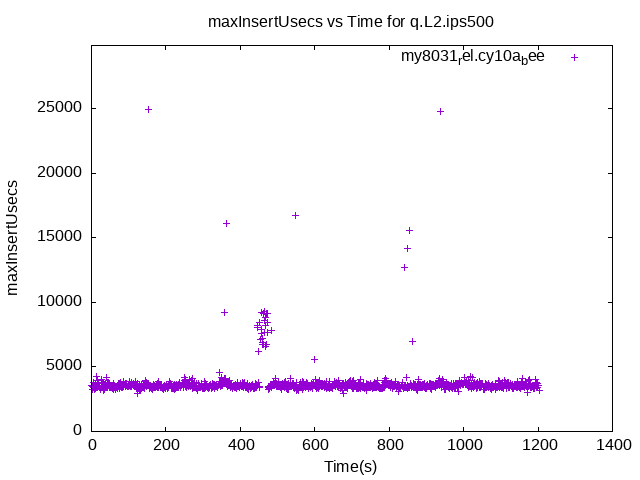 maxInsertUsecs vs Time for q.L2.ips500
my8031rel.cy10abee
maxInsertUsecs
25000
20000
15000
10000
5000
0
0 200 400 600 800 1000 1200 1400
Time(s)